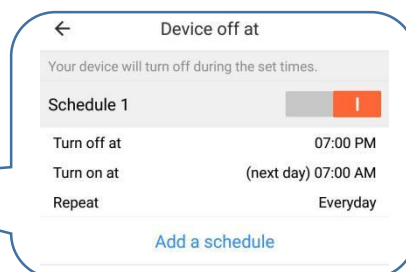 Device off at
Your device will turn off during the set times.
Schedule 1
Turn off at 07:00 PM
Turn on at (next day) 07:00 AM
Repeat Everyday
Add a schedule